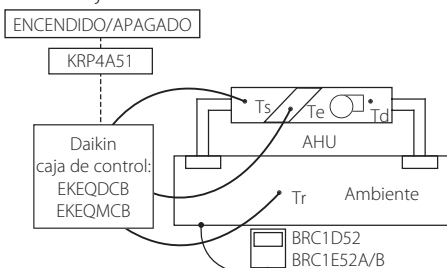 ENCENDIDO/APAGADO
KRP4A51
Ts
Te
Td
AHU
Daikin
caja de control:
EKEQDCB
EKEQMCB
Tr
Ambiente
BRC1D52
BRC1E52A/B